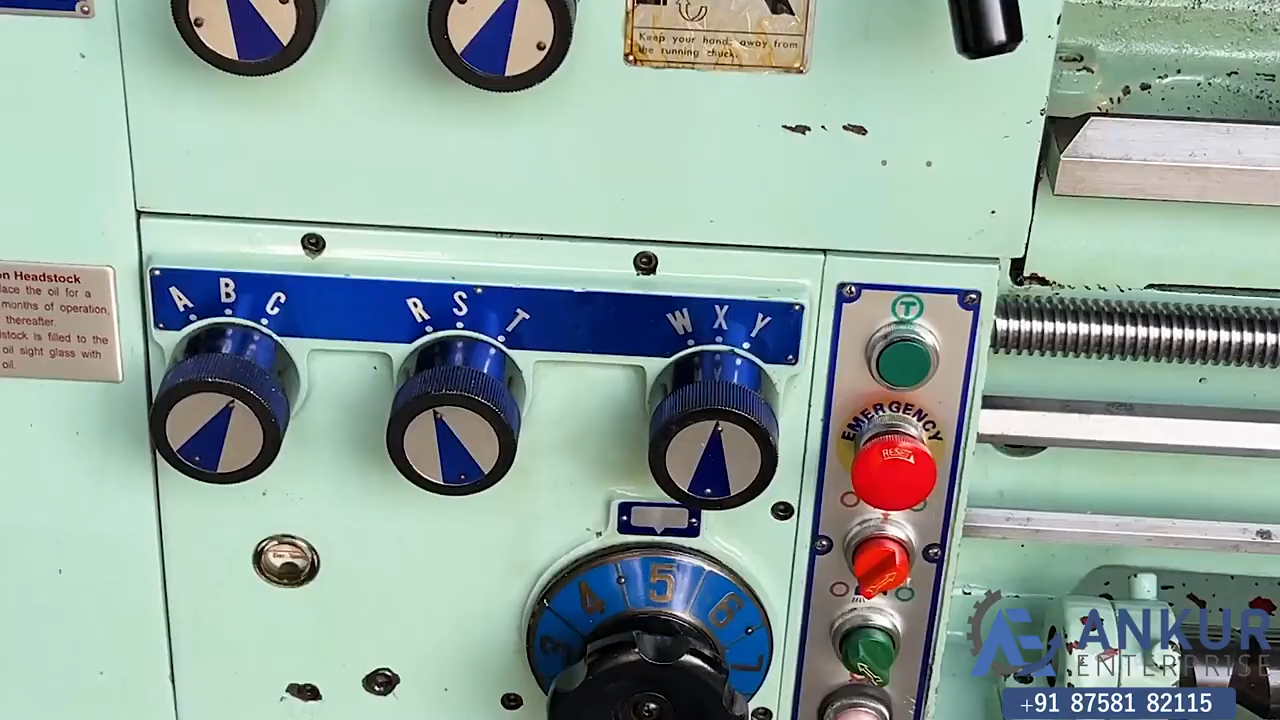 Keep your hands away from
the running chuck.
on Headstock
lace the oil for a
months of operation,
thereafter.
stock is filled to the
oil sight glass with
oil.
A B C
R S T
W X Y
T
EMERGENCY
RESET
3 4 5 6 7
ANKUR
ENTERPRISE
+91 87581 82115